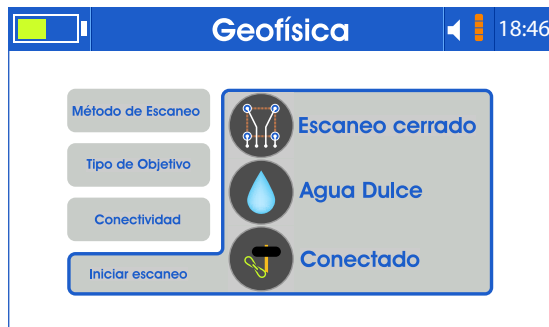 Geofísica
18:46
Método de Escaneo
Tipo de Objetivo
Conectividad
Iniciar escaneo
Escaneo cerrado
Agua Dulce
Conectado